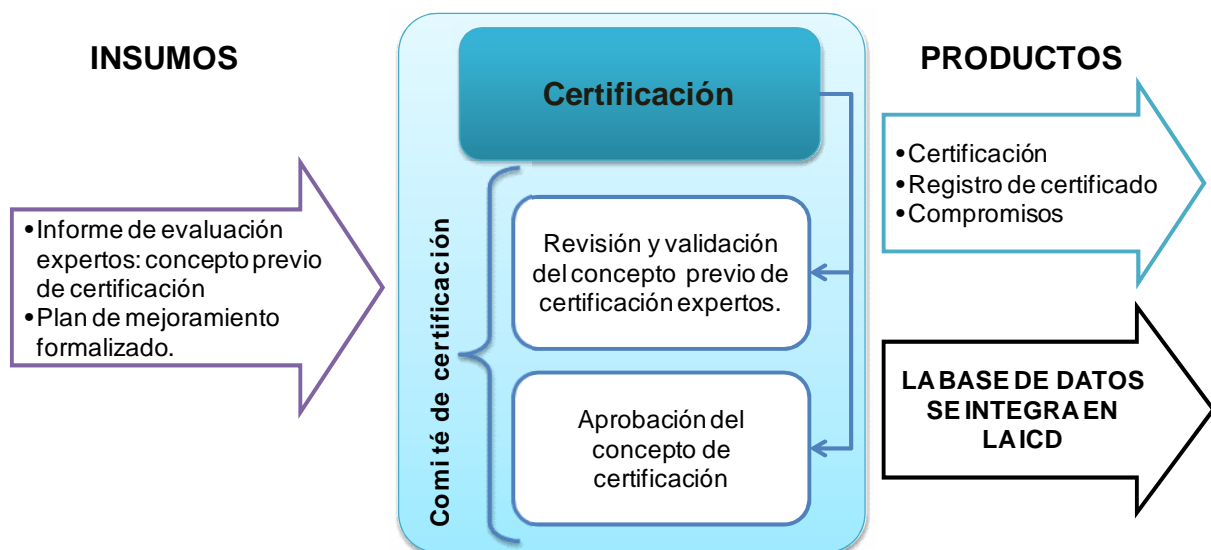 INSUMOS
•Informe de evaluación
expertos: concepto previo
de certificación
•Plan de mejoramiento
formalizado.
Certificación
Comité de certificación
Revisión y validación
del concepto previo de
certificación expertos.
Aprobación del
concepto de
certificación
PRODUCTOS
•Certificación
•Registro de certificado
•Compromisos
LA BASE DE DATOS
SE INTEGRA EN
LA ICD